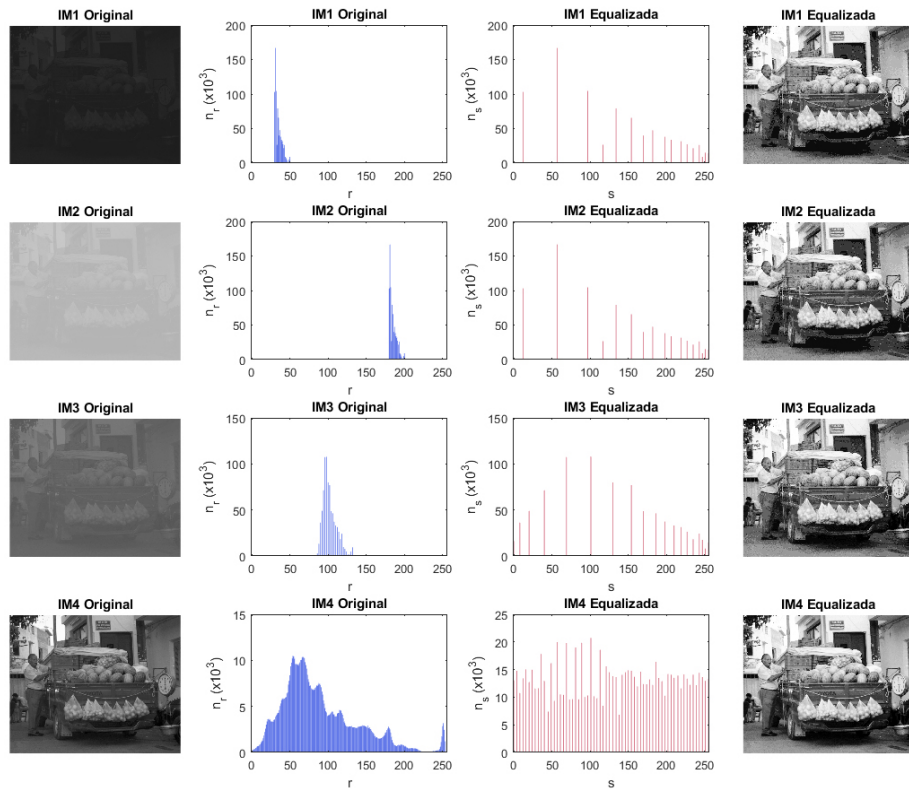 IM1 Original
IM1 Original
IM1 Equalizada
IM1 Equalizada
n_r (x10^3)
200
150
100
50
0
0 50 100 150 200 250
r
n_s (x10^3)
200
150
100
50
0
0 50 100 150 200 250
s
IM2 Original
IM2 Original
IM2 Equalizada
IM2 Equalizada
n_r (x10^3)
200
150
100
50
0
0 50 100 150 200 250
r
n_s (x10^3)
200
150
100
50
0
0 50 100 150 200 250
s
IM3 Original
IM3 Original
IM3 Equalizada
IM3 Equalizada
n_r (x10^3)
150
100
50
0
0 50 100 150 200 250
r
n_s (x10^3)
150
100
50
0
0 50 100 150 200 250
s
IM4 Original
IM4 Original
IM4 Equalizada
IM4 Equalizada
n_r (x10^3)
15
10
5
0
0 50 100 150 200 250
r
n_s (x10^3)
25
20
15
10
5
0
0 50 100 150 200 250
s